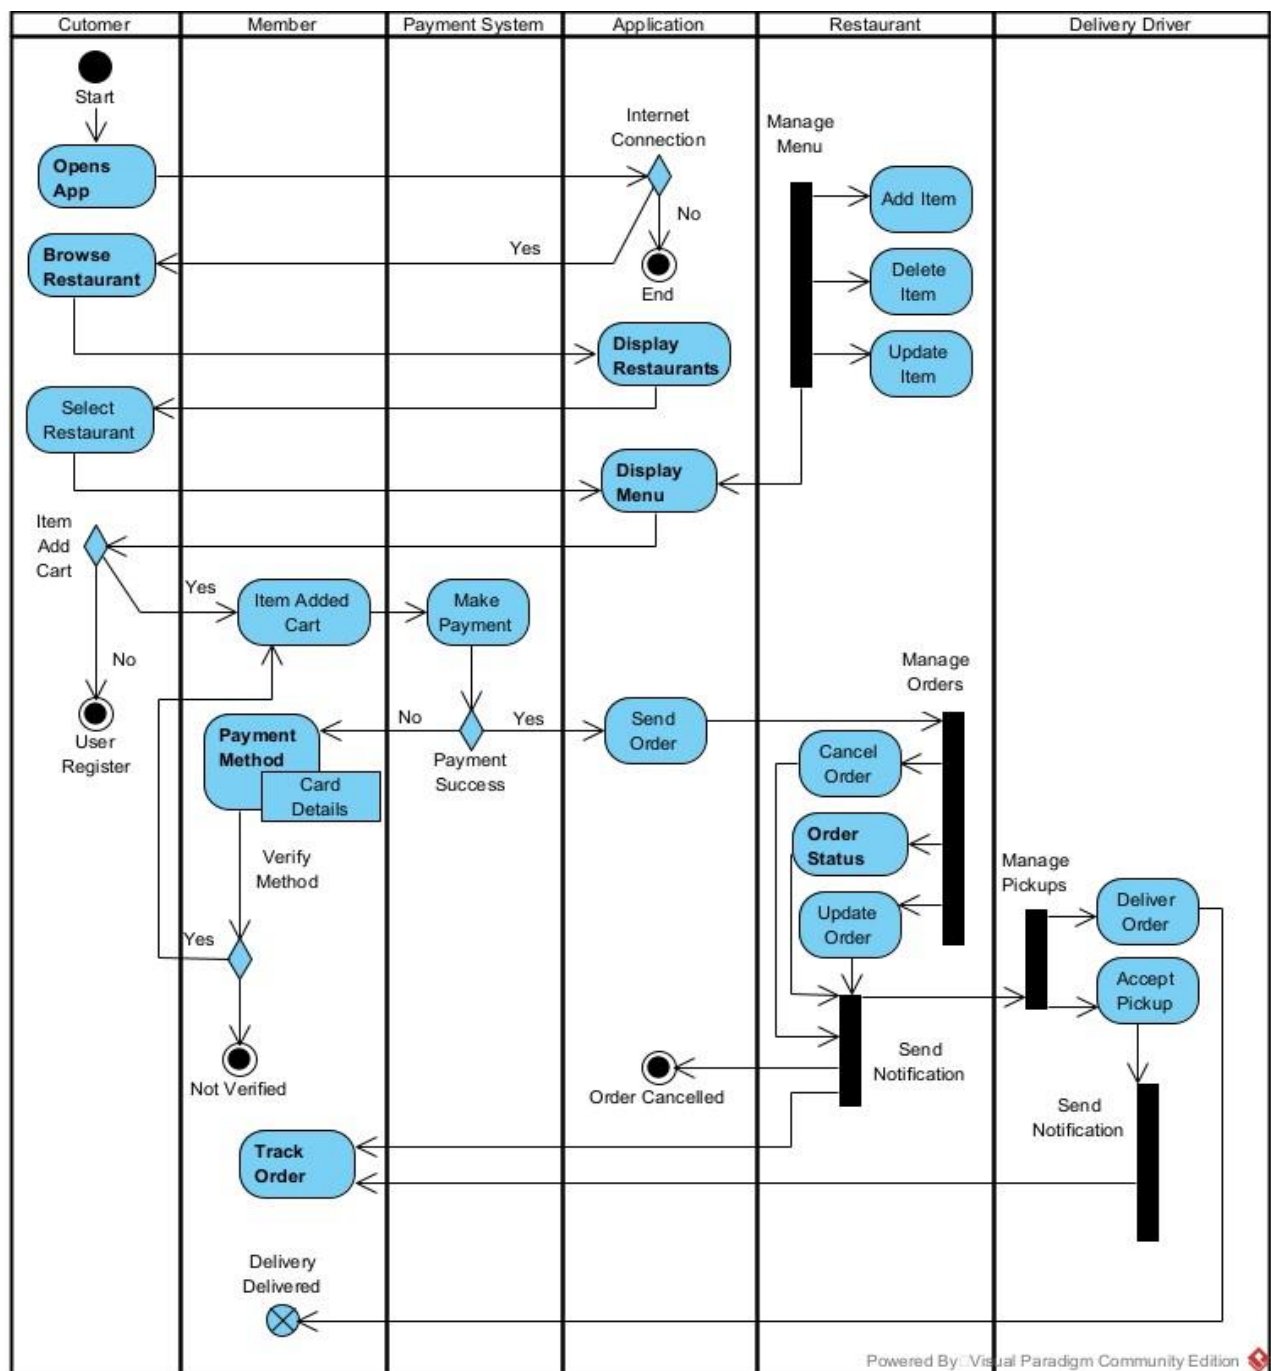 Cutomer
Member
Payment System
Application
Restaurant
Delivery Driver
Start
Internet
Connection
Manage
Menu
Opens
App
Add Item
No
Yes
Browse
Restaurant
End
Delete
Item
Display
Restaurants
Update
Item
Select
Restaurant
Display
Menu
Item
Add
Cart
Yes
Item Added
Cart
Make
Payment
No
Manage
Orders
User
Register
Payment
Method
Card
Details
No
Yes
Payment
Success
Send
Order
Cancel
Order
Order
Status
Update
Order
Verify
Method
Yes
Manage
Pickups
Deliver
Order
Accept
Pickup
Not Verified
Order Cancelled
Send
Notification
Send
Notification
Track
Order
Delivery
Delivered
Powered By Visual Paradigm Community Edition